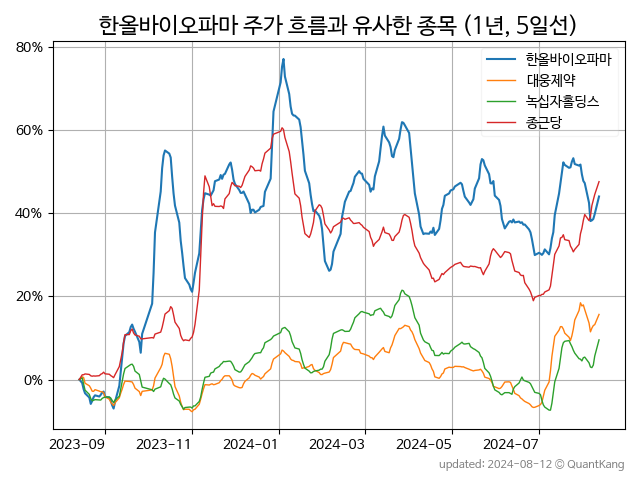 한올바이오파마 주가 흐름과 유사한 종목 (1년, 5일선)
80%
60%
40%
20%
0%
한올바이오파마
대웅제약
녹십자홀딩스
종근당
2023-09
2023-11
2024-01
2024-03
2024-05
2024-07
updated: 2024-08-12 © QuantKang